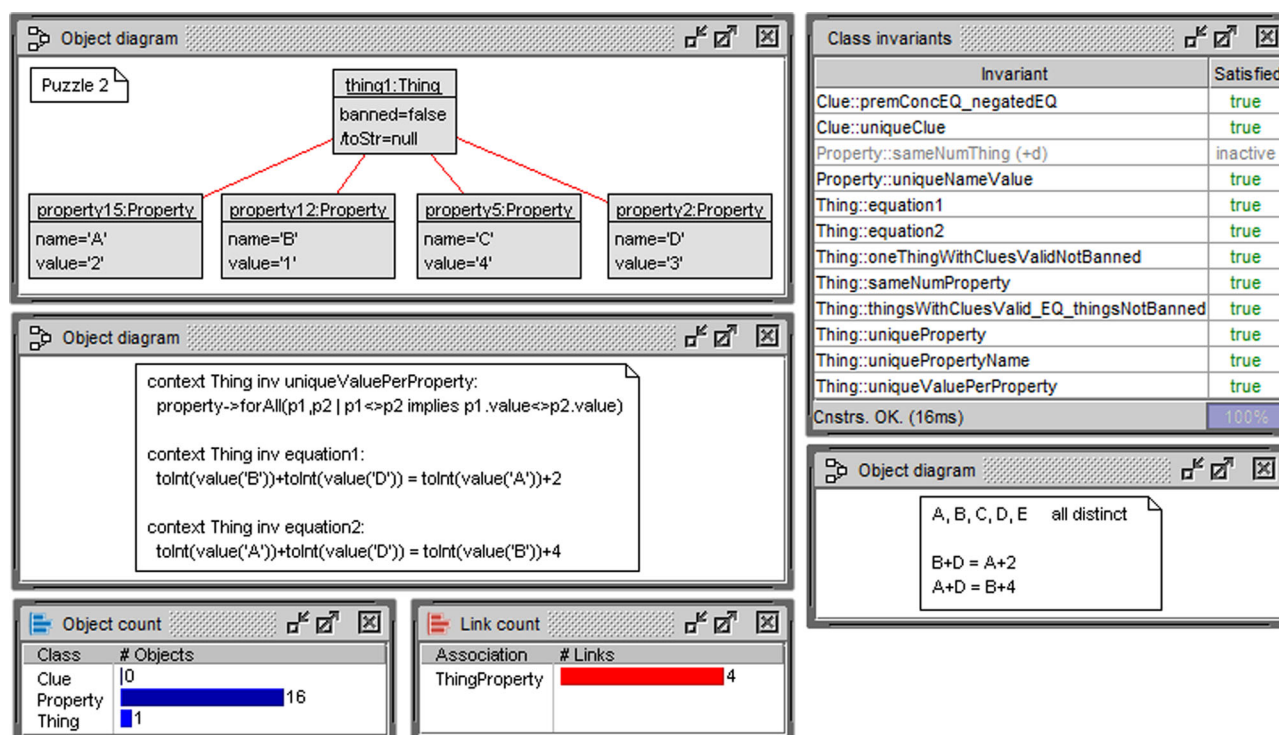 Object diagram
Puzzle 2
thing1:Thing
banned=false
/toStr=null
property15:Property
name='A'
value='2'
property12:Property
name='B'
value='1'
property5:Property
name='C'
value='4'
property2:Property
name='D'
value='3'
Object diagram
context Thing inv uniqueValuePerProperty:
property->forAll(p1,p2 | p1<>p2 implies p1.value<>p2.value)
context Thing inv equation1:
toInt(value('B'))+toInt(value('D')) = toInt(value('A'))+2
context Thing inv equation2:
toInt(value('A'))+toInt(value('D')) = toInt(value('B'))+4
Object count
Class # Objects
Clue 0
Property 16
Thing 1
Link count
Association # Links
ThingProperty 4
Class invariants
Invariant Satisfied
Clue::premConcEQ_negatedEQ true
Clue::uniqueClue true
Property::sameNumThing (+d) inactive
Property::uniqueNameValue true
Thing::equation1 true
Thing::equation2 true
Thing::oneThingWithCluesValidNotBanned true
Thing::sameNumProperty true
Thing::thingsWithCluesValid_EQ_thingsNotBanned true
Thing::uniqueProperty true
Thing::uniquePropertyName true
Thing::uniqueValuePerProperty true
Cnstrs. OK. (16ms) 100%
Object diagram
A, B, C, D, E all distinct
B+D = A+2
A+D = B+4